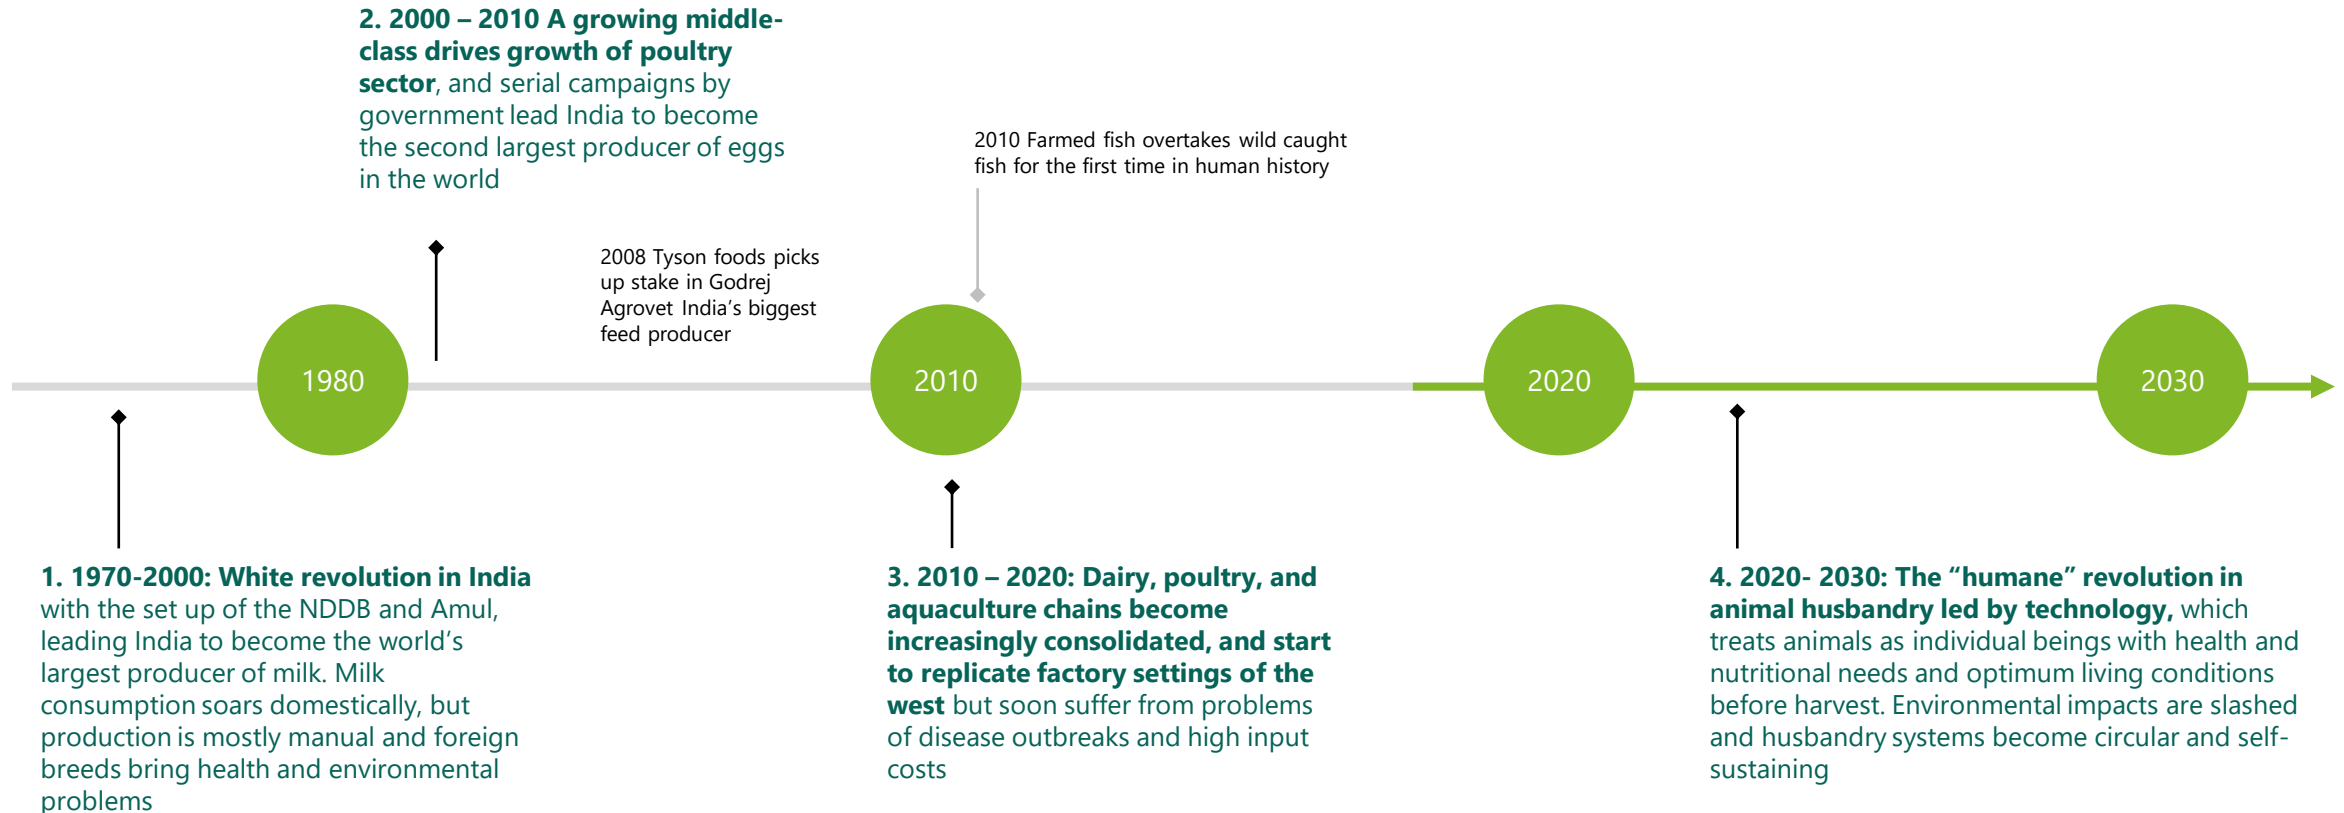 2. 2000 – 2010 A growing middle-
class drives growth of poultry
sector, and serial campaigns by
government lead India to become
the second largest producer of eggs
in the world
2010 Farmed fish overtakes wild caught
fish for the first time in human history
2008 Tyson foods picks
up stake in Godrej
Agrovet India’s biggest
feed producer
1980
2010
2020
2030
1. 1970-2000: White revolution in India
with the set up of the NDDB and Amul,
leading India to become the world’s
largest producer of milk. Milk
consumption soars domestically, but
production is mostly manual and foreign
breeds bring health and environmental
problems
3. 2010 – 2020: Dairy, poultry, and
aquaculture chains become
increasingly consolidated, and start
to replicate factory settings of the
west but soon suffer from problems
of disease outbreaks and high input
costs
4. 2020- 2030: The “humane” revolution in
animal husbandry led by technology, which
treats animals as individual beings with health and
nutritional needs and optimum living conditions
before harvest. Environmental impacts are slashed
and husbandry systems become circular and self-
sustaining